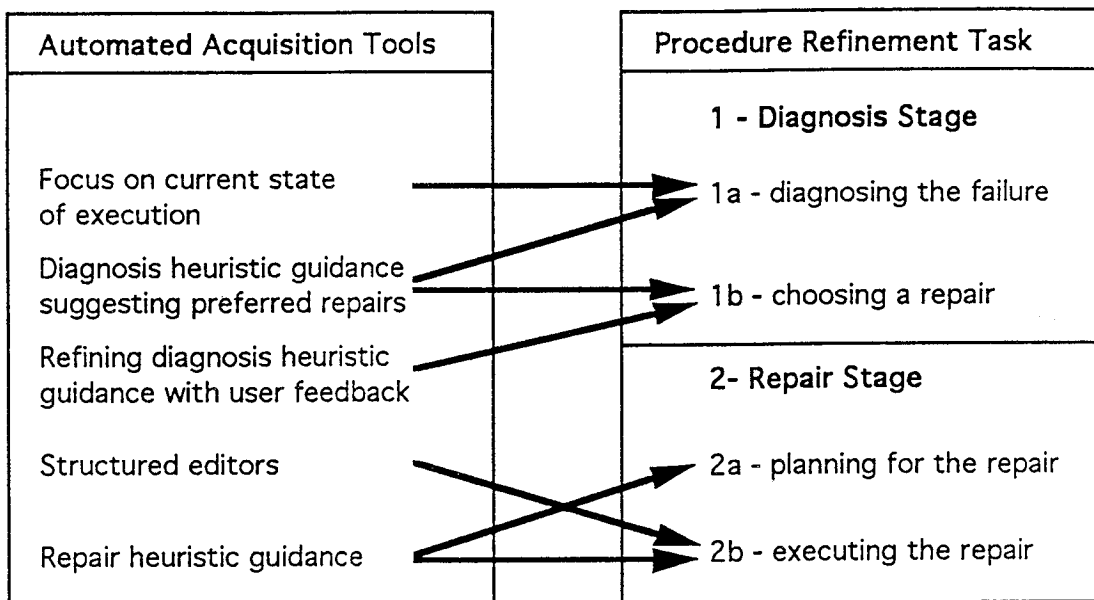 Automated Acquisition Tools
Focus on current state
of execution
Diagnosis heuristic guidance
suggesting preferred repairs
Refining diagnosis heuristic
guidance with user feedback
Structured editors
Repair heuristic guidance
Procedure Refinement Task
1 - Diagnosis Stage
1a - diagnosing the failure
1b - choosing a repair
2- Repair Stage
2a - planning for the repair
2b - executing the repair